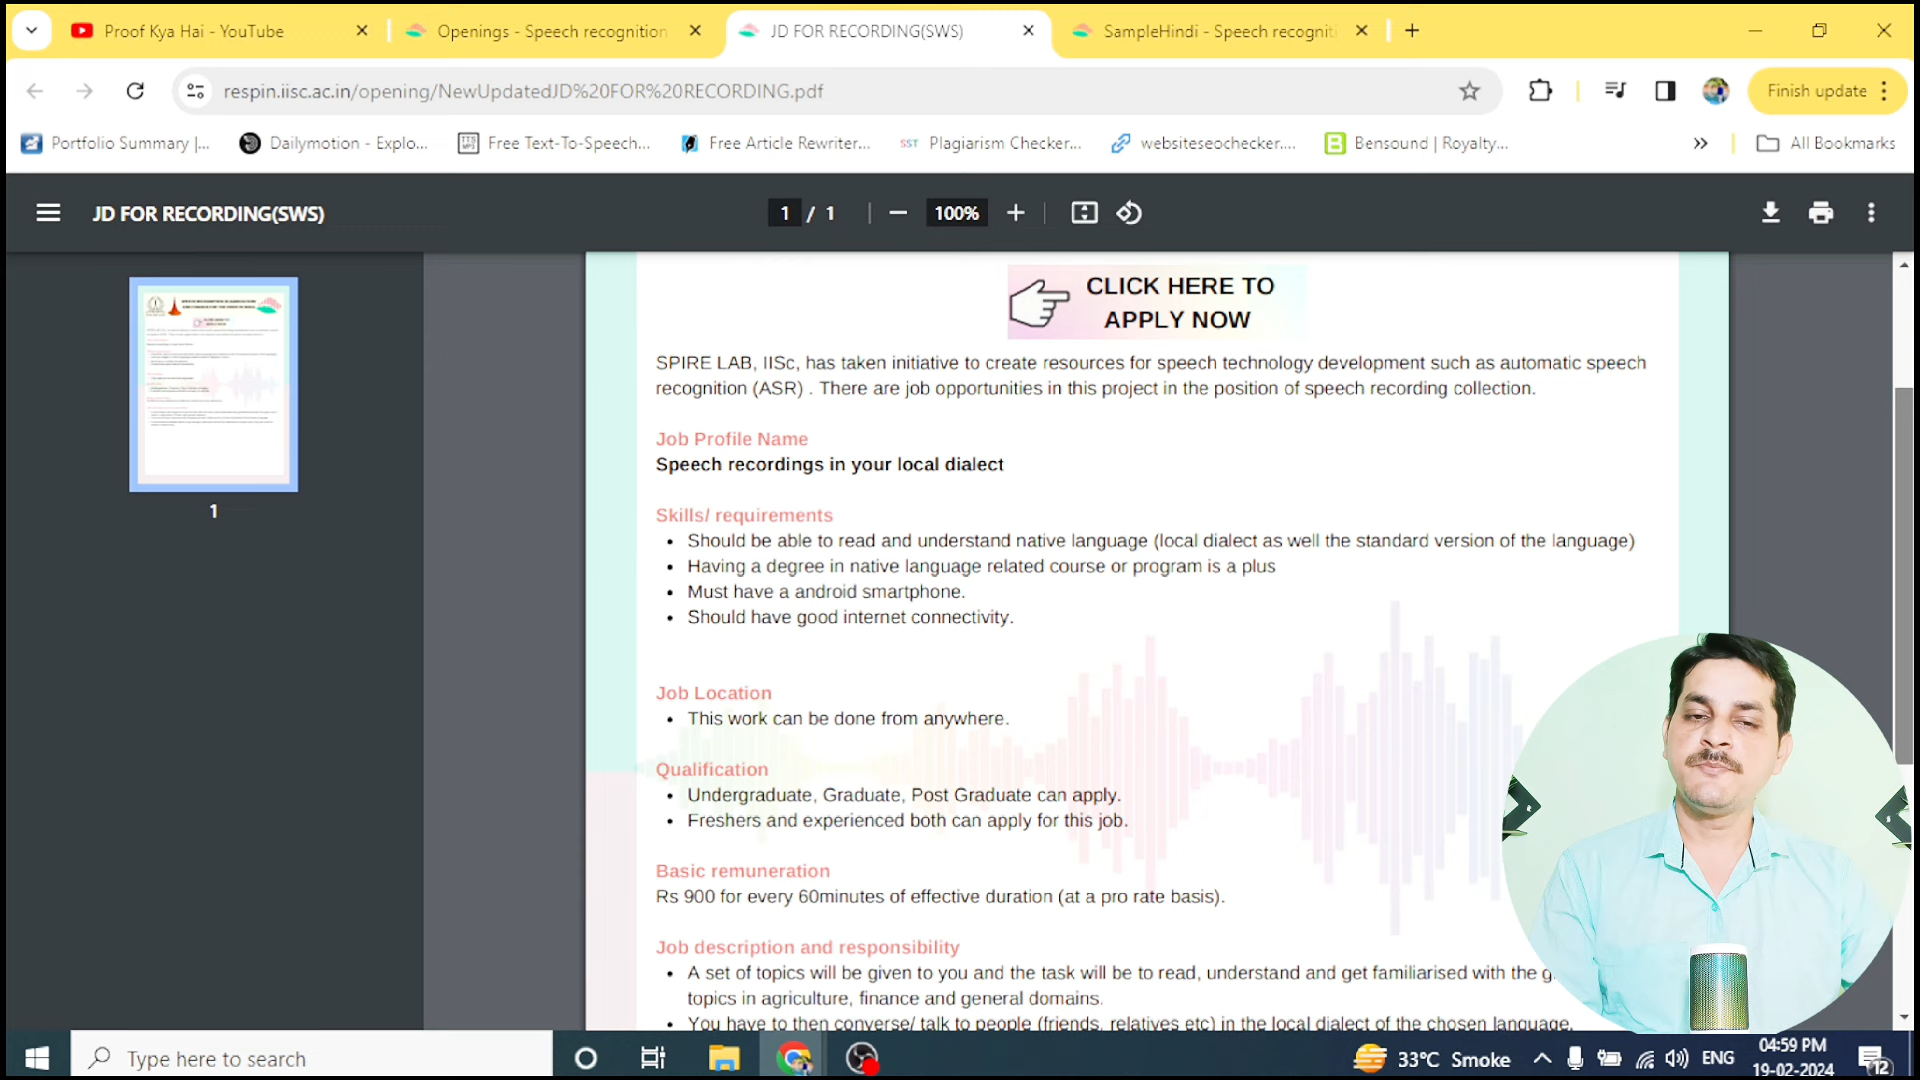 Proof Kya Hai - YouTube
Openings - Speech recognition
JD FOR RECORDING(SWS)
SampleHindi - Speech recogniti
respin.iisc.ac.in/opening/NewUpdatedJD%20FOR%20RECORDING.pdf
Finish update
Portfolio Summary |...
Dailymotion - Explo...
Free Text-To-Speech...
Free Article Rewriter...
SST Plagiarism Checker...
websiteseochecker....
Bensound | Royalty...
All Bookmarks
JD FOR RECORDING(SWS)
1 / 1
100%
1
CLICK HERE TO
APPLY NOW
SPIRE LAB, IISc, has taken initiative to create resources for speech technology development such as automatic speech
recognition (ASR) . There are job opportunities in this project in the position of speech recording collection.
Job Profile Name
Speech recordings in your local dialect
Skills/ requirements
• Should be able to read and understand native language (local dialect as well the standard version of the language)
• Having a degree in native language related course or program is a plus
• Must have a android smartphone.
• Should have good internet connectivity.
Job Location
• This work can be done from anywhere.
Qualification
• Undergraduate, Graduate, Post Graduate can apply.
• Freshers and experienced both can apply for this job.
Basic remuneration
Rs 900 for every 60minutes of effective duration (at a pro rate basis).
Job description and responsibility
• A set of topics will be given to you and the task will be to read, understand and get familiarised with the g
topics in agriculture, finance and general domains.
• You have to then converse/ talk to people (friends, relatives etc) in the local dialect of the chosen language.
Type here to search
33°C Smoke
ENG
04:59 PM
19-02-2024
12